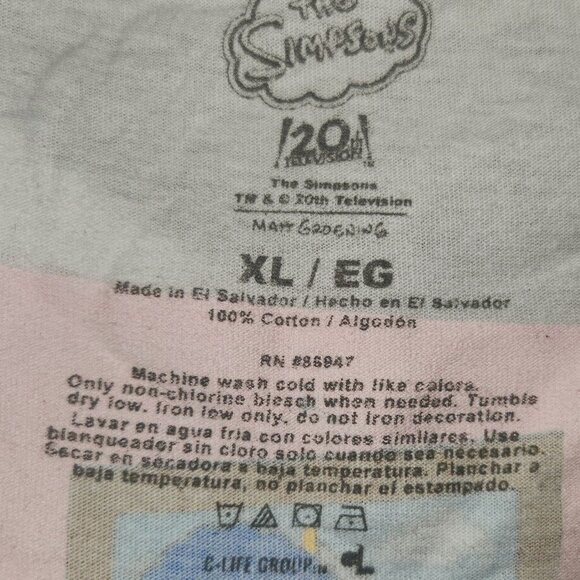 THE
SIMPSONS
20th
TELEVISION
The Simpsons
TM & © 20th Television
MATT GROENING
XL / EG
Made in El Salvador / Hecho en El Salvador
100% Cotton / Algodón
RN #86947
Machine wash cold with like colors.
Only non-chlorine bleach when needed. Tumble
dry low. Iron low only, do not iron decoration.
Lavar en agua fria con colores similares. Use
blanqueador sin cloro solo cuando sea necesario.
Secar en secadora a baja temperatura. Planchar a
baja temperatura, no planchar el estampado.
C-LIFE GROUP